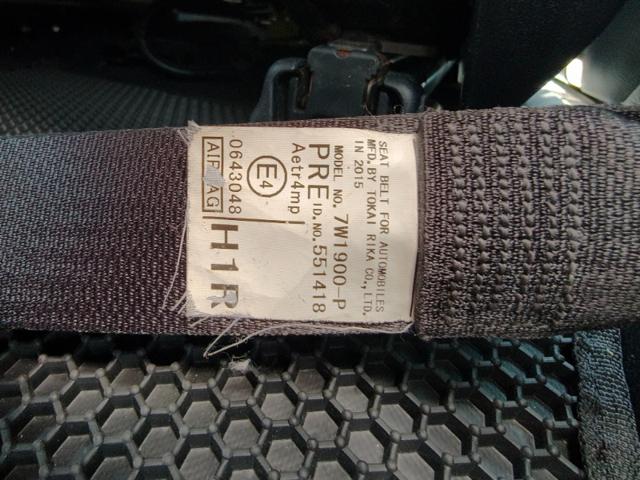 SEAT BELT FOR AUTOMOBILES
MFD. BY TOKAI RIKA CO., LTD.
IN 2015
MODEL NO. 7W1900-P
PRE ID.NO. 551418
Aetr4mp
E4
0643048
AIRBAG H1R